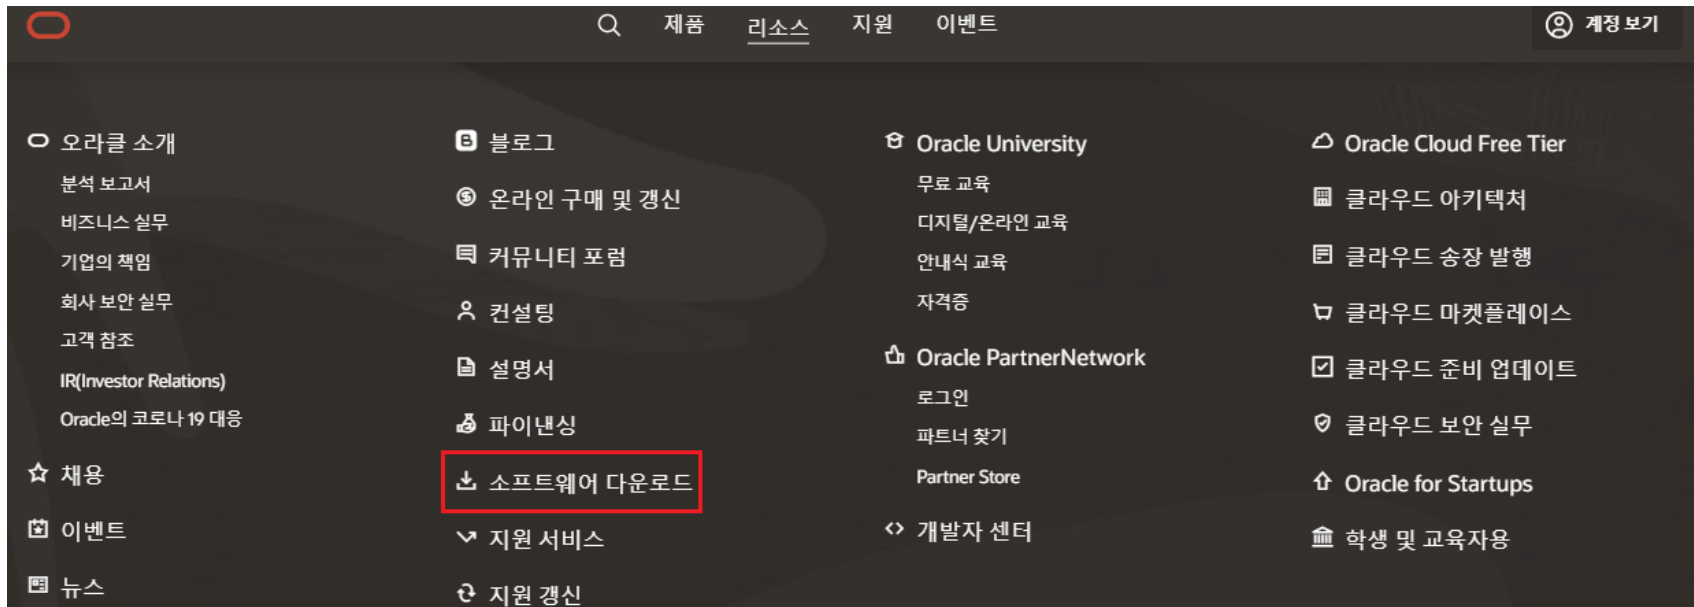 제품
리소스
지원
이벤트
계정 보기
오라클 소개
분석 보고서
비즈니스 실무
기업의 책임
회사 보안 실무
고객 참조
IR(Investor Relations)
Oracle의 코로나 19 대응
채용
이벤트
뉴스
블로그
온라인 구매 및 갱신
커뮤니티 포럼
컨설팅
설명서
파이낸싱
소프트웨어 다운로드
지원 서비스
지원 갱신
Oracle University
무료 교육
디지털/온라인 교육
안내식 교육
자격증
Oracle PartnerNetwork
로그인
파트너 찾기
Partner Store
개발자 센터
Oracle Cloud Free Tier
클라우드 아키텍처
클라우드 송장 발행
클라우드 마켓플레이스
클라우드 준비 업데이트
클라우드 보안 실무
Oracle for Startups
학생 및 교육자용